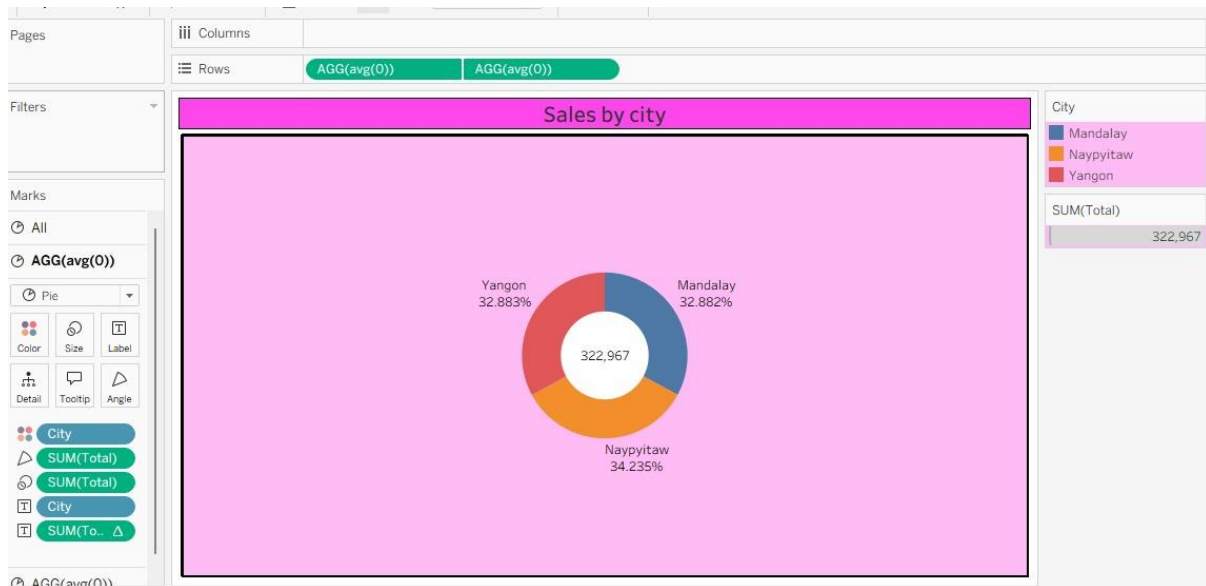 Pages
iii Columns
Rows
AGG(avg(0)) AGG(avg(0))
Filters
Marks
All
AGG(avg(0))
Pie
Color Size Label
Detail Tooltip Angle
City
SUM(Total)
SUM(Total)
City
SUM(To..
AGG(avg(0))
Sales by city
Yangon
32.883%
Mandalay
32.882%
322,967
Naypyitaw
34.235%
City
Mandalay
Naypyitaw
Yangon
SUM(Total)
322,967